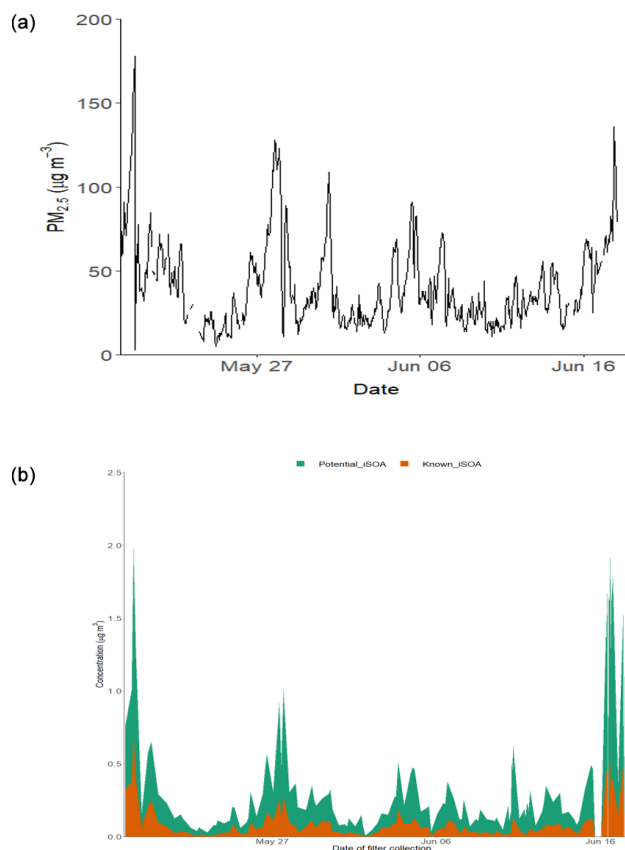 (a)
200
150
100
50
0
PM2.5 (µg m−3)
May 27 Jun 06 Jun 16
Date
(b)
Potential_iSOA Known_iSOA
2.5
2.0
1.5
1.0
0.5
0.0
Concentration (µg m3)
May 27 Jun 06 Jun 16
Date of filter collection